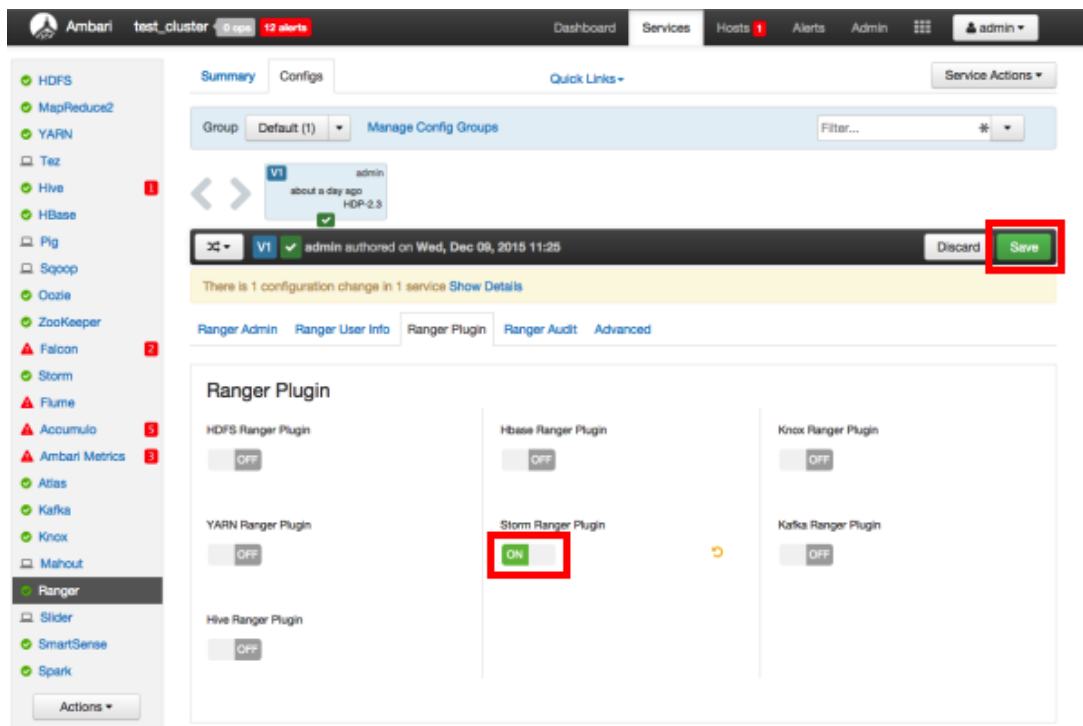 Ambari test_cluster 0 ops 12 alerts Dashboard Services Hosts 1 Alerts Admin admin
HDFS
MapReduce2
YARN
Tez
Hive 1
HBase
Pig
Sqoop
Oozie
ZooKeeper
Falcon 2
Storm
Flume
Accumulo 5
Ambari Metrics 3
Atlas
Kafka
Knox
Mahout
Ranger
Slider
SmartSense
Spark
Actions
Summary Configs Quick Links Service Actions
Group Default (1) Manage Config Groups Filter...
V1 admin
about a day ago
HDP-2.3
V1 admin authored on Wed, Dec 09, 2015 11:25 Discard Save
There is 1 configuration change in 1 service Show Details
Ranger Admin Ranger User Info Ranger Plugin Ranger Audit Advanced
Ranger Plugin
HDFS Ranger Plugin Hbase Ranger Plugin Knox Ranger Plugin
OFF OFF OFF
YARN Ranger Plugin Storm Ranger Plugin Kafka Ranger Plugin
OFF ON OFF
Hive Ranger Plugin
OFF